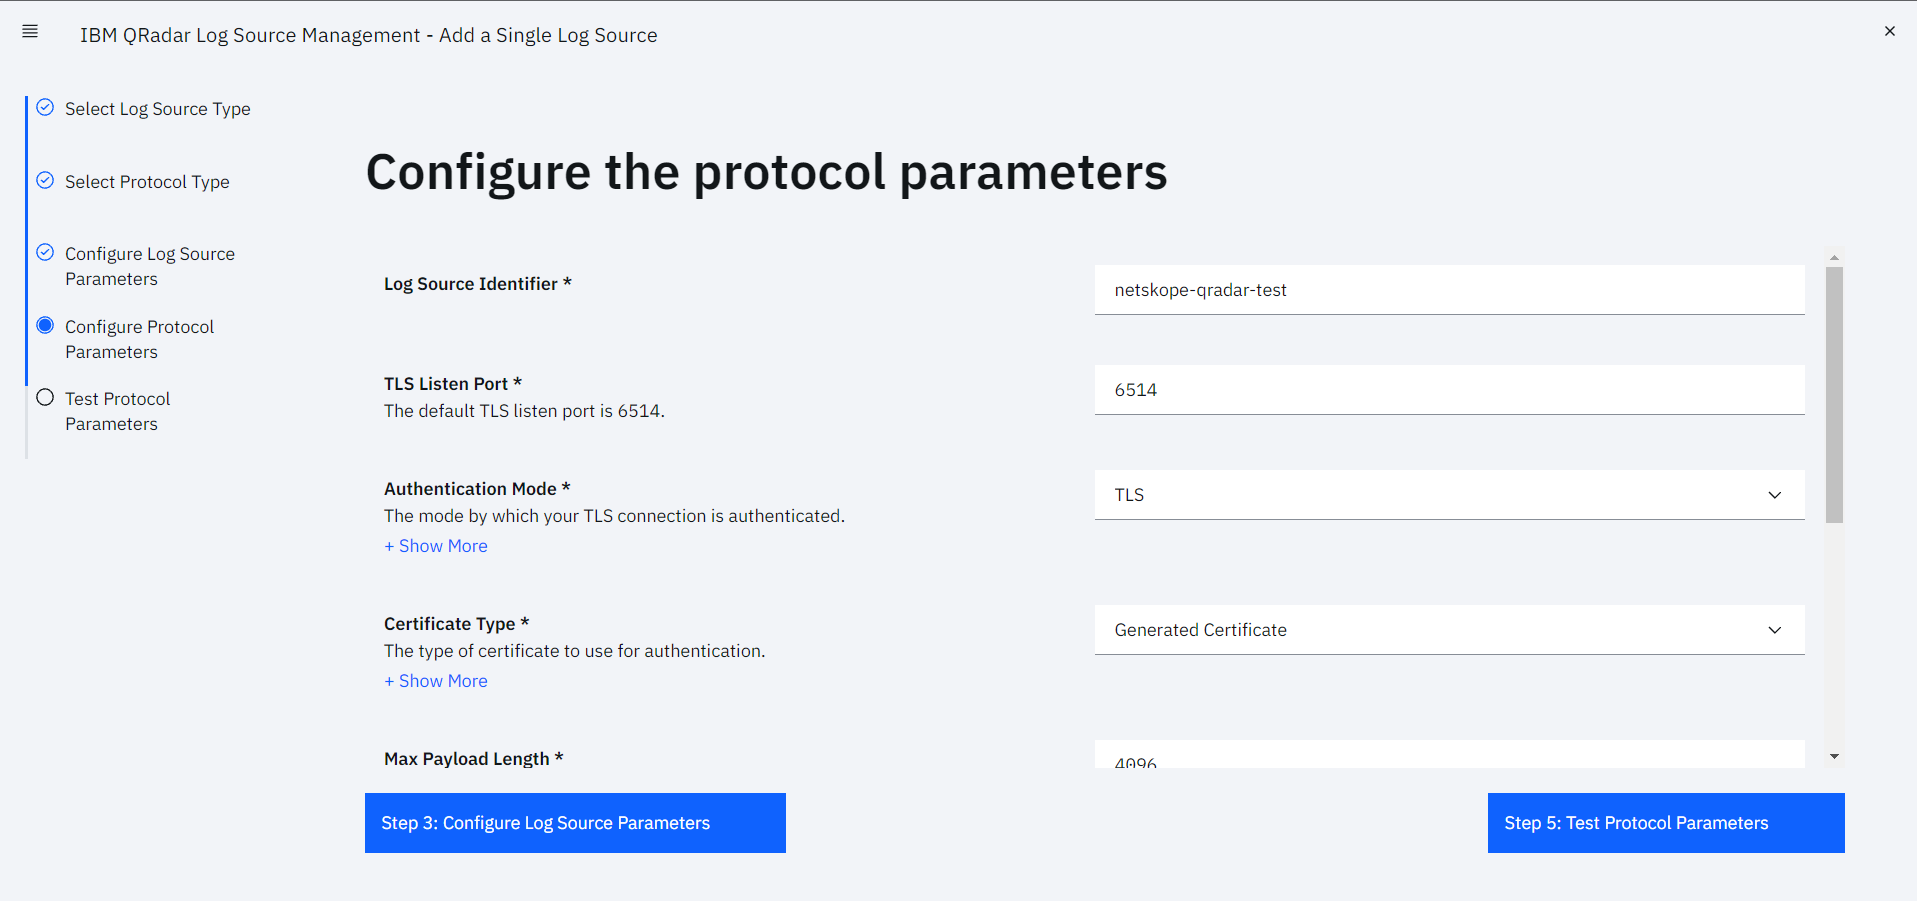 IBM QRadar Log Source Management - Add a Single Log Source
Select Log Source Type
Select Protocol Type
Configure Log Source
Parameters
Configure Protocol
Parameters
Test Protocol
Parameters
Configure the protocol parameters
Log Source Identifier *
netskope-qradar-test
TLS Listen Port *
The default TLS listen port is 6514.
6514
Authentication Mode *
The mode by which your TLS connection is authenticated.
+ Show More
TLS
Certificate Type *
The type of certificate to use for authentication.
+ Show More
Generated Certificate
Max Payload Length *
4096
Step 3: Configure Log Source Parameters
Step 5: Test Protocol Parameters